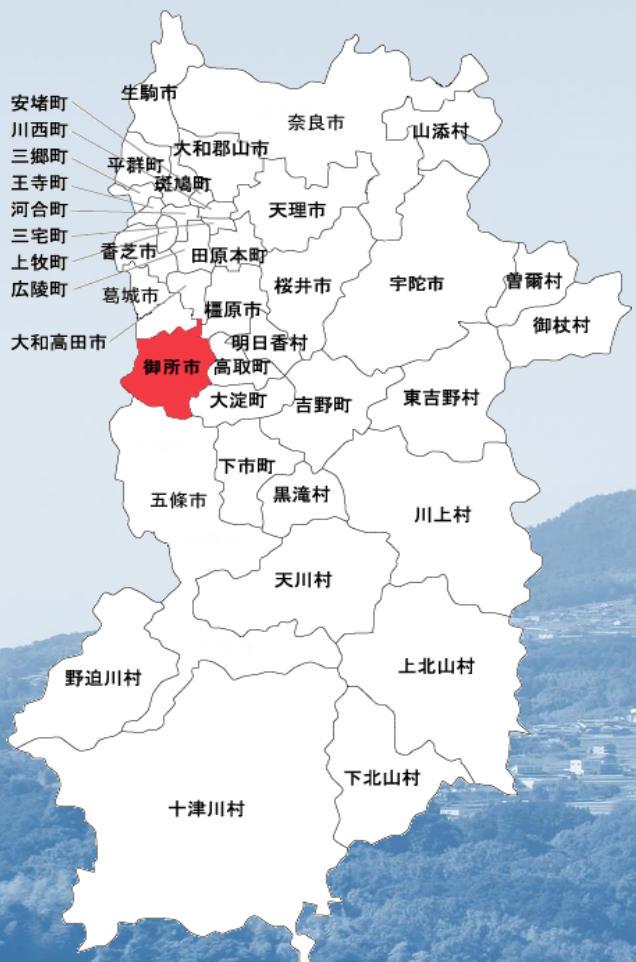 生駒市
奈良市
安堵町
川西町
山添村
大和郡山市
三郷町
平群町
斑鳩町
王寺町
河合町
天理市
三宅町
香芝市
田原本町
上牧町
桜井市
宇陀市
曽爾村
広陵町
葛城市
橿原市
御杖村
大和高田市
明日香村
御所市
高取町
大淀町
吉野町
東吉野村
下市町
黒滝村
五條市
川上村
天川村
上北山村
野迫川村
下北山村
十津川村